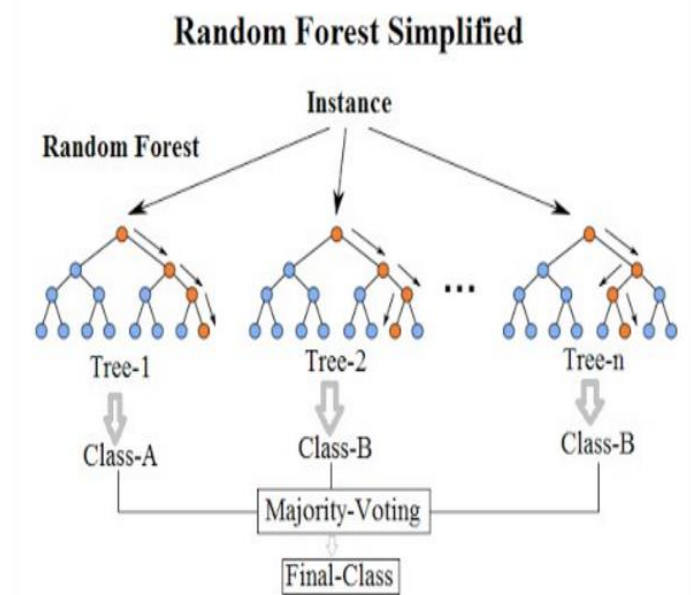 Random Forest Simplified
Instance
Random Forest
...
Tree-1
Tree-2
Tree-n
Class-A
Class-B
Class-B
Majority-Voting
Final-Class